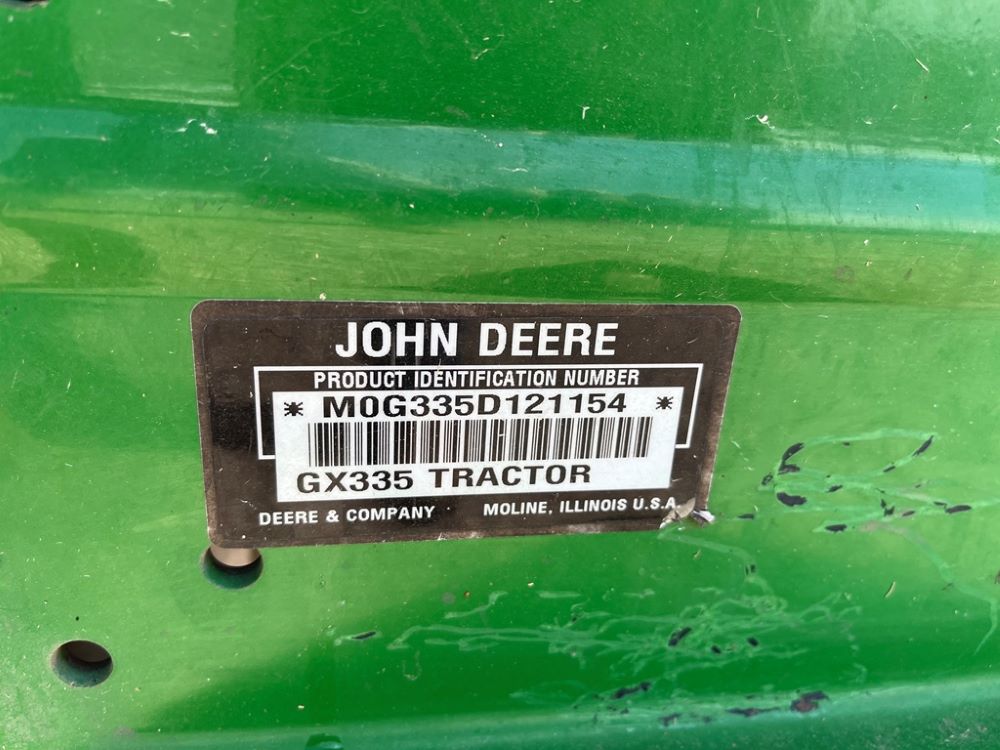 JOHN DEERE
PRODUCT IDENTIFICATION NUMBER
* M0G335D121154 *
GX335 TRACTOR
DEERE & COMPANY MOLINE, ILLINOIS U.S.A